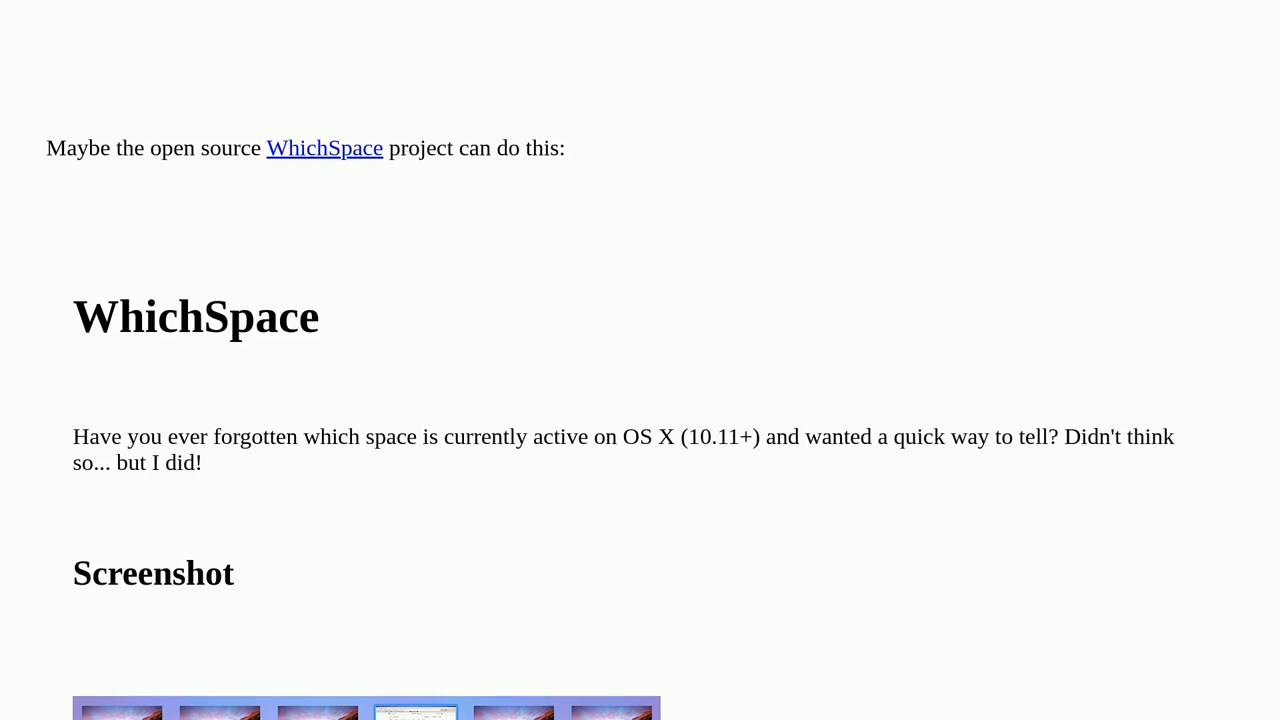 Maybe the open source WhichSpace project can do this:
WhichSpace
Have you ever forgotten which space is currently active on OS X (10.11+) and wanted a quick way to tell? Didn't think
so... but I did!
Screenshot